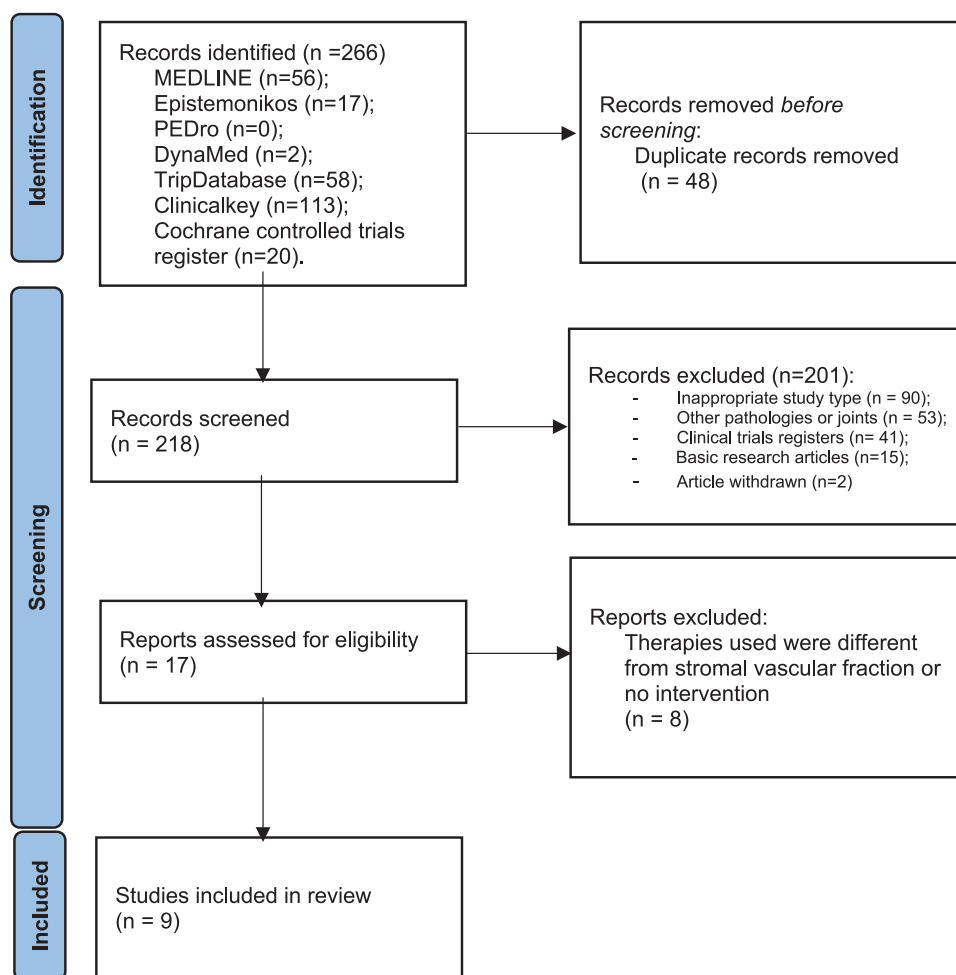 Identification
Records identified (n =266)
MEDLINE (n=56);
Epistemonikos (n=17);
PEDro (n=0);
DynaMed (n=2);
TripDatabase (n=58);
Clinicalkey (n=113);
Cochrane controlled trials
register (n=20).
Records removed before
screening:
Duplicate records removed
(n = 48)
Screening
Records screened
(n = 218)
Records excluded (n=201):
- Inappropriate study type (n = 90);
- Other pathologies or joints (n = 53);
- Clinical trials registers (n= 41);
- Basic research articles (n=15);
- Article withdrawn (n=2)
Reports assessed for eligibility
(n = 17)
Reports excluded:
Therapies used were different
from stromal vascular fraction or
no intervention
(n = 8)
Included
Studies included in review
(n = 9)